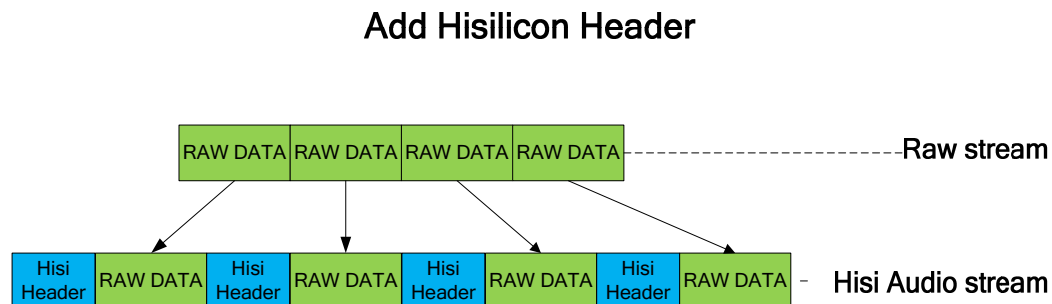 Add Hisilicon Header
RAW DATA RAW DATA RAW DATA RAW DATA Raw stream
Hisi Header RAW DATA Hisi Header RAW DATA Hisi Header RAW DATA Hisi Header RAW DATA Hisi Audio stream